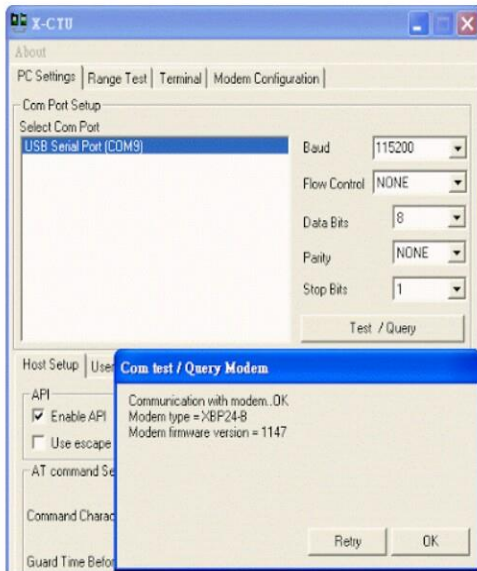 X-CTU
About
PC Settings Range Test Terminal Modem Configuration
Com Port Setup
Select Com Port
USB Serial Port (COM9)
Baud 115200
Flow Control NONE
Data Bits 8
Parity NONE
Stop Bits 1
Test / Query
Host Setup User
API
Enable API
Use escape
AT command Se
Command Charac
Guard Time Befor
Com test / Query Modem
Communication with modem..OK
Modem type = XBP24-B
Modem firmware version = 1147
Retry OK